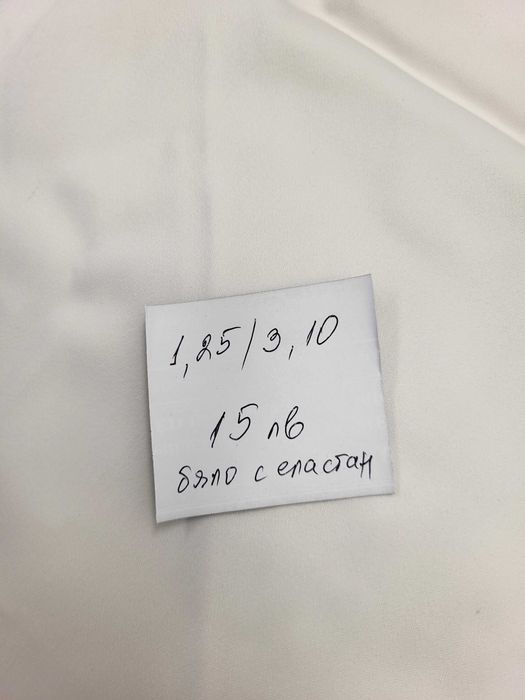 1,25/3,10
15 лв
бяло с еластан